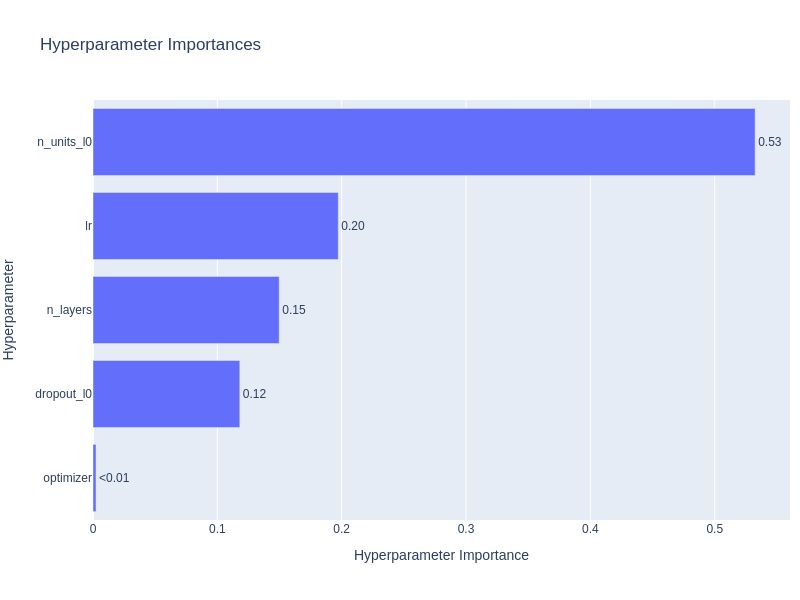 Hyperparameter Importances
n_units_l0
0.53
lr
0.20
n_layers
0.15
dropout_l0
0.12
optimizer
<0.01
0
0.1
0.2
0.3
0.4
0.5
Hyperparameter Importance
Hyperparameter